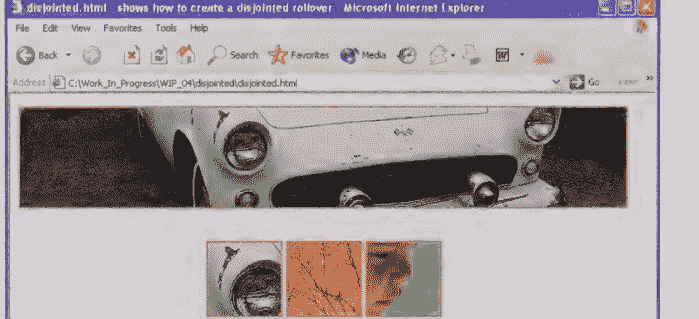 disjointed.html shows how to create a disjointed rollover Microsoft Internet Explorer
File Edit View Favorites Tools Help
Back Search Favorites Media W
Address C:\Work_In_Progress\WIP_04\disjointed\disjointed.html Go »